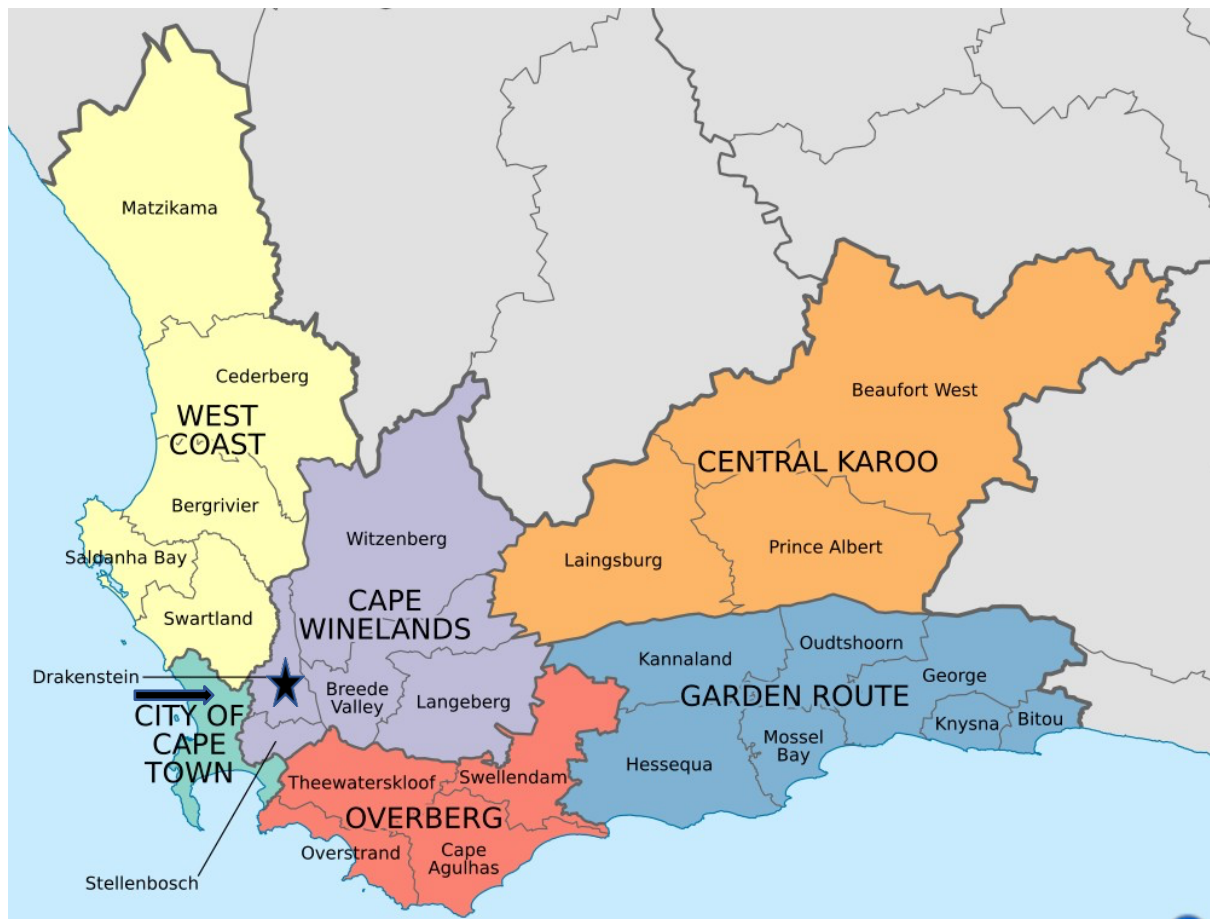 Matzikama
Cederberg
WEST
COAST
Bergrivier
Saldanha Bay
Swartland
Beaufort West
CENTRAL KAROO
Laingsburg
Prince Albert
Witzenberg
CAPE
WINELANDS
Drakenstein
Breede
Valley
Langeberg
CITY OF
CAPE
TOWN
Stellenbosch
Kannaland
Oudtshoorn
George
GARDEN ROUTE
Knysna
Bitou
Mossel
Bay
Hessequa
Theewaterskloof
Swellendam
OVERBERG
Overstrand
Cape
Agulhas